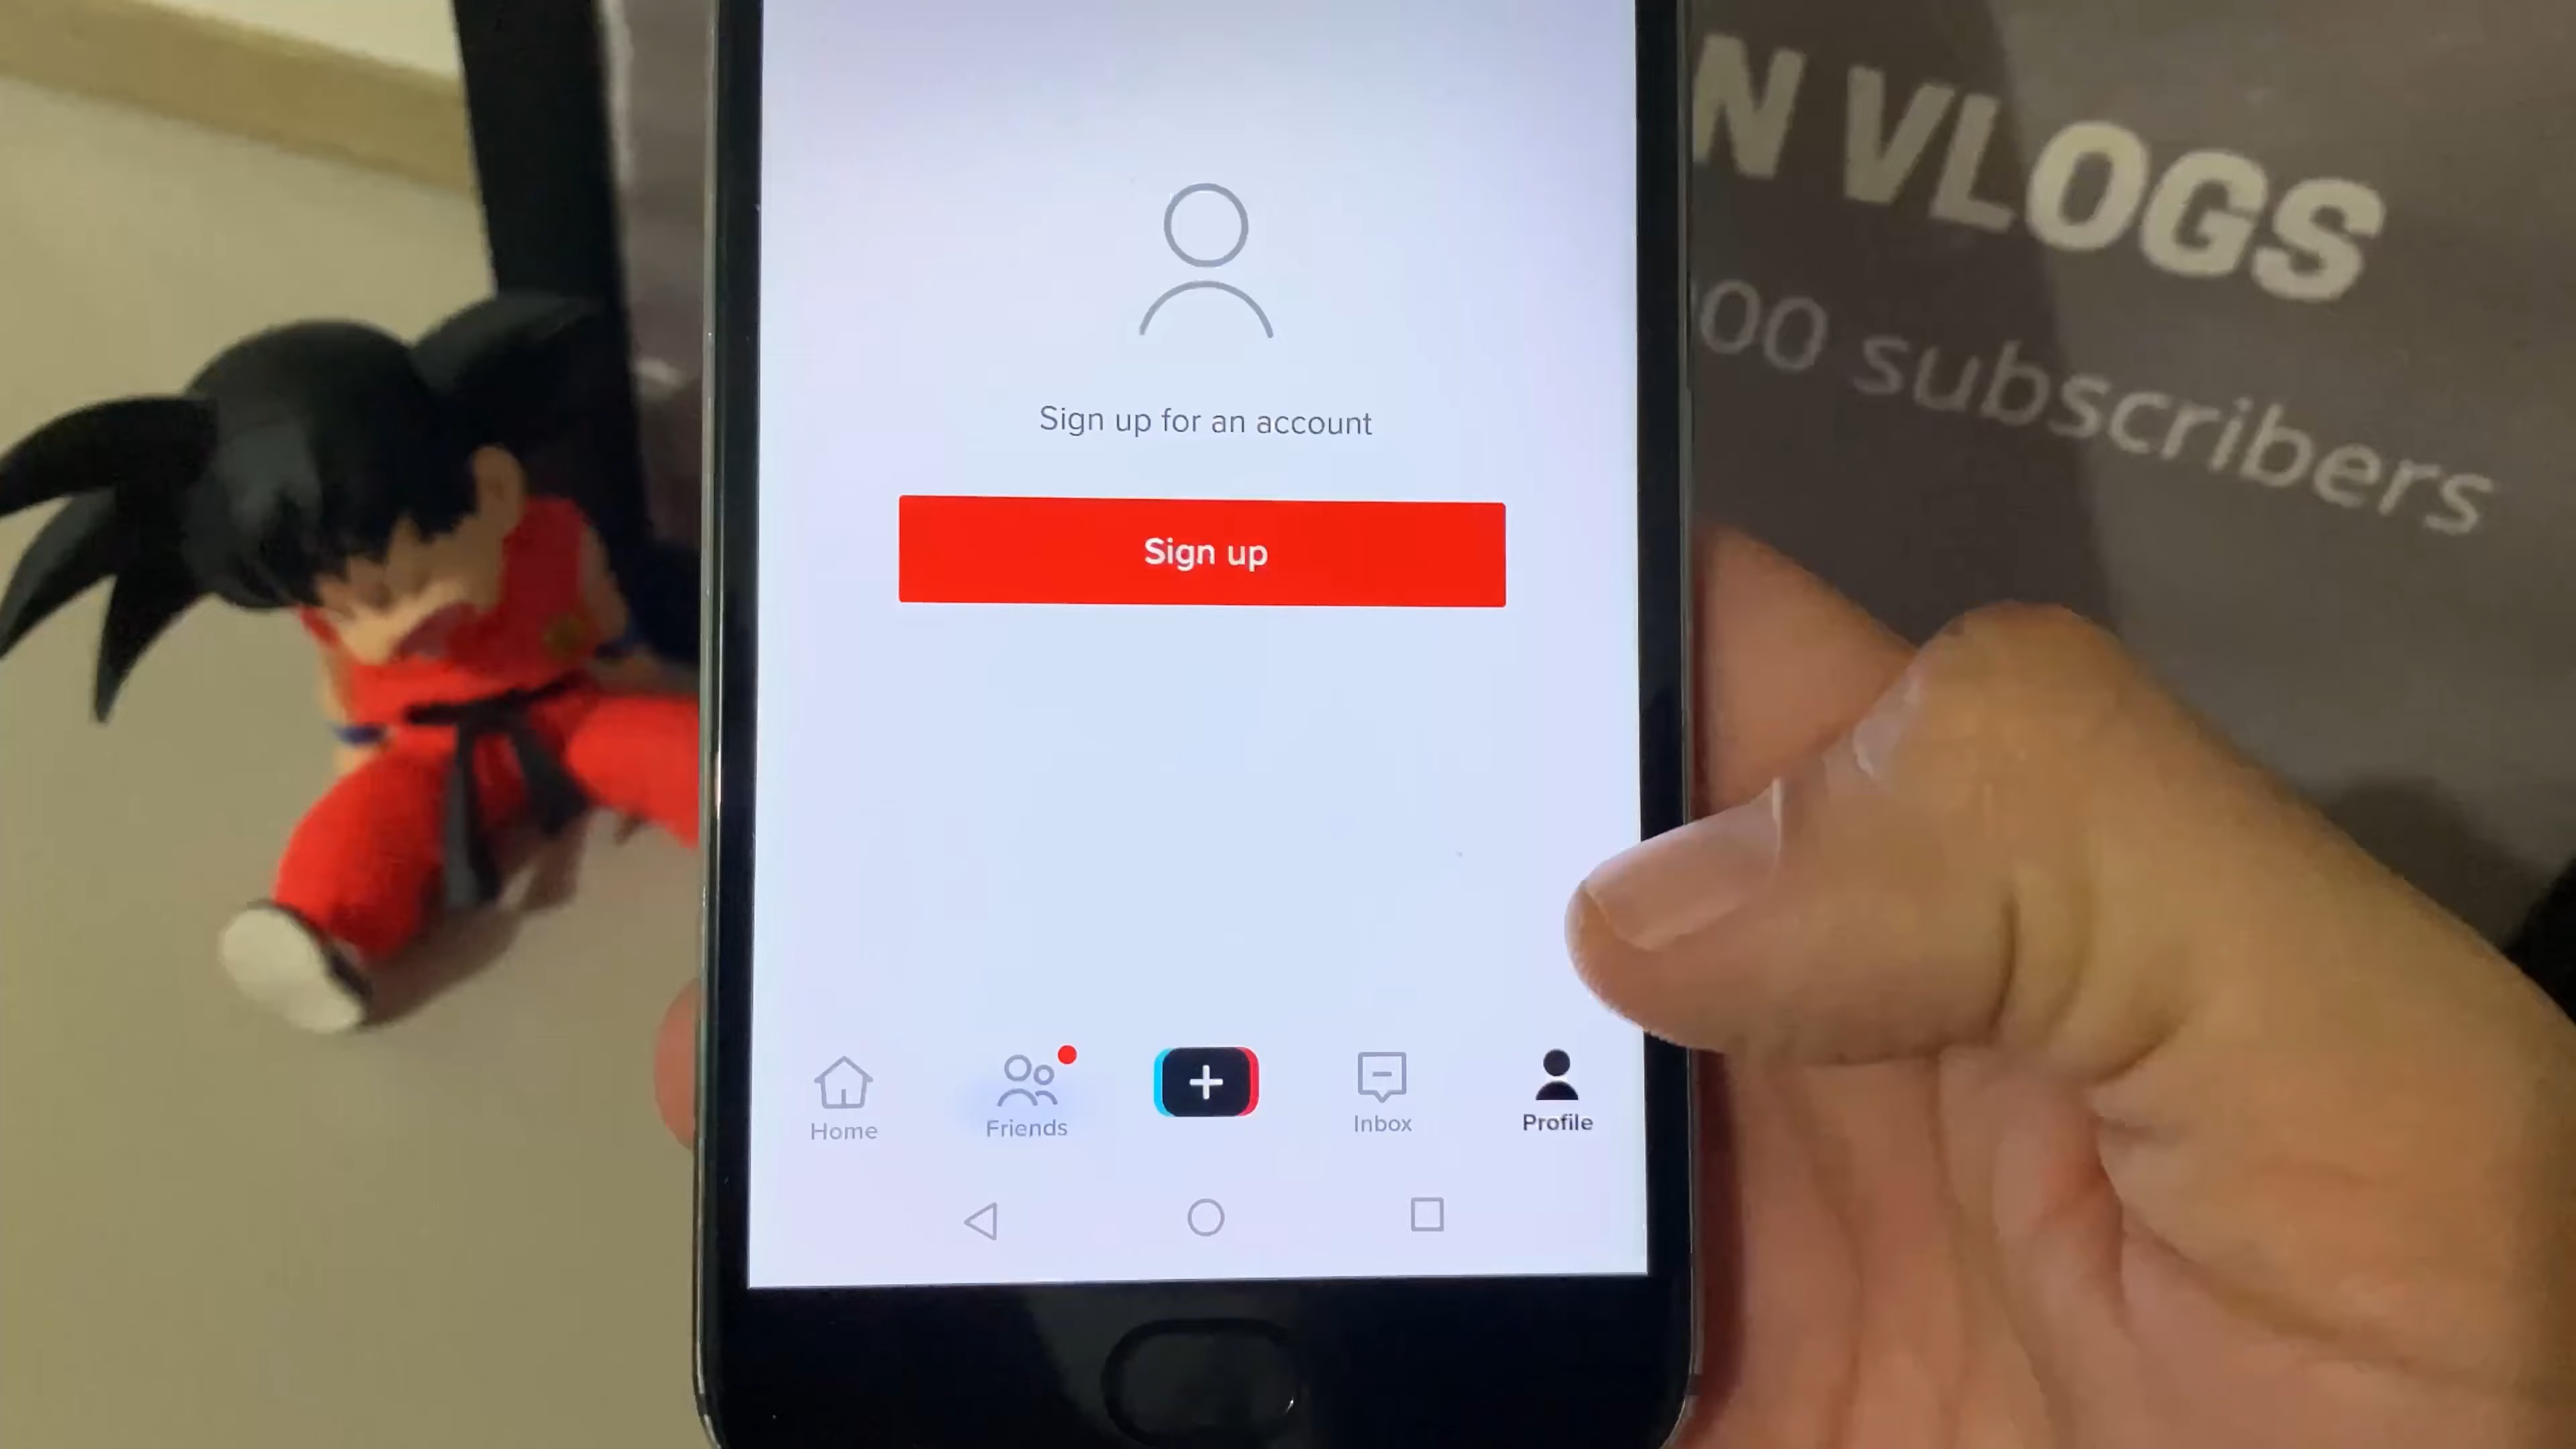 N VLOGS
00 subscribers
Sign up for an account
Sign up
Home
Friends
Inbox
Profile